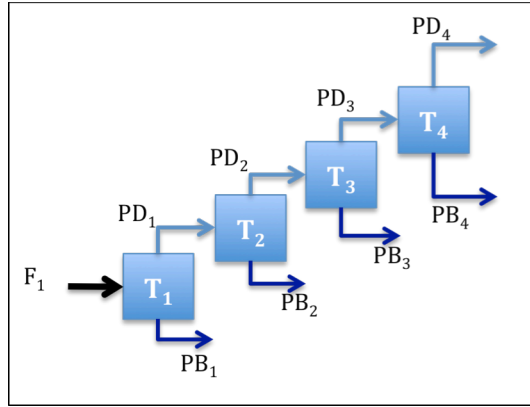 PD₄
PD₃
T₄
PD₂
T₃
PB₄
PD₁
T₂
PB₃
F₁
T₁
PB₂
PB₁